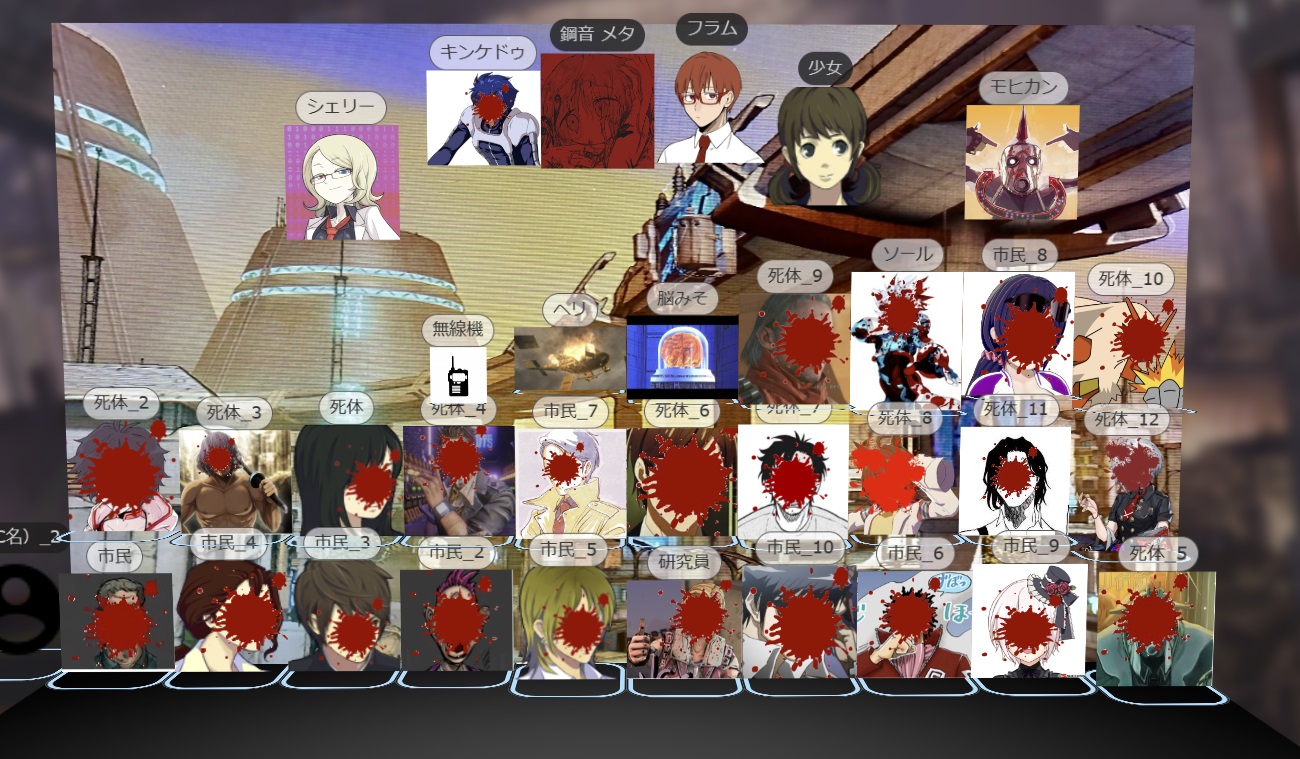 鋼音 メタ
フラム
キンケドゥ
少女
モヒカン
シェリー
ソール
市民_8
死体_9
死体_10
脳みそ
ヘリ
無線機
死体_2
死体_3
死体
死体_4
市民_7
死体_6
死体_7
死体_8
死体_11
死体_12
C名）_2
市民
市民_4
市民_3
市民_2
市民_5
研究員
市民_10
市民_6
市民_9
死体_5
ぱっ
ほ